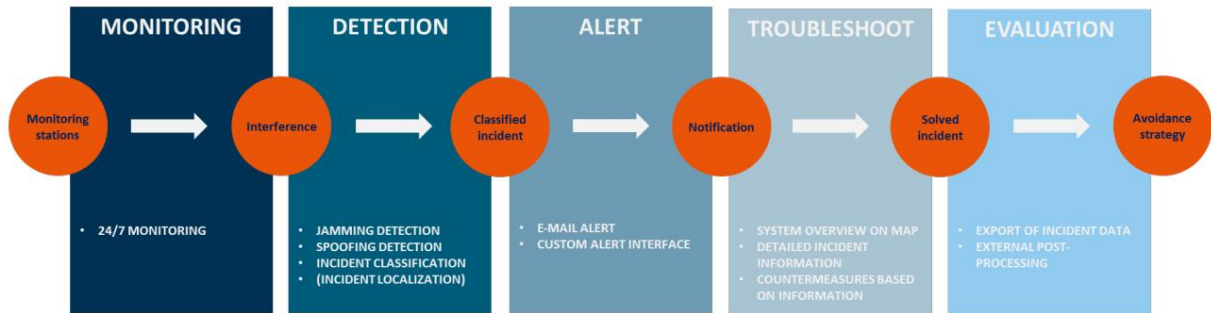 MONITORING
DETECTION
ALERT
TROUBLESHOOT
EVALUATION
Monitoring
stations
Interference
Classified
incident
Notification
Solved
incident
Avoidance
strategy
• 24/7 MONITORING
• JAMMING DETECTION
• SPOOFING DETECTION
• INCIDENT CLASSIFICATION
• (INCIDENT LOCALIZATION)
• E-MAIL ALERT
• CUSTOM ALERT INTERFACE
• SYSTEM OVERVIEW ON MAP
• DETAILED INCIDENT
INFORMATION
• COUNTERMEASURES BASED
ON INFORMATION
• EXPORT OF INCIDENT DATA
• EXTERNAL POST-
PROCESSING